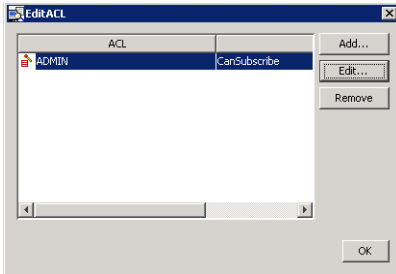 EditACL
ACL
Add...
ADMIN CanSubscribe
Edit...
Remove
OK